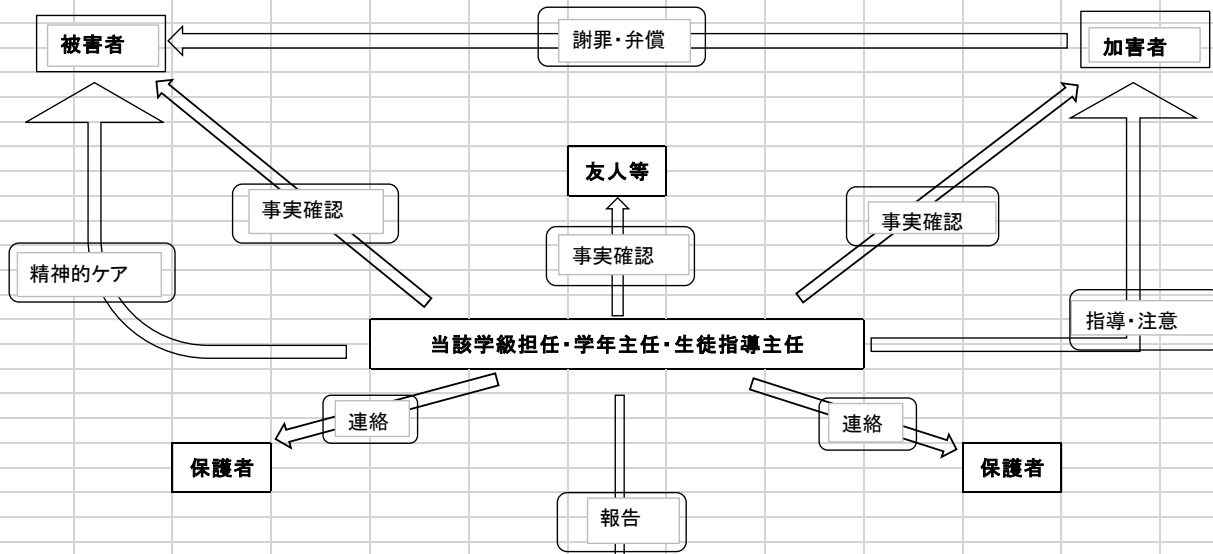 被害者
謝罪・弁償
加害者
友人等
事実確認
事実確認
事実確認
精神的ケア
指導・注意
当該学級担任・学年主任・生徒指導主任
連絡
連絡
保護者
保護者
報告